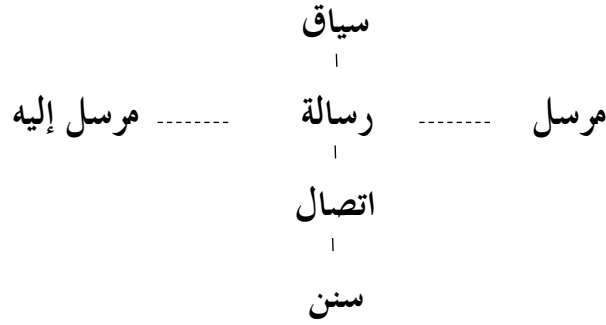 سياق
مرسل -------- رسالة -------- مرسل إليه
اتصال
سنن